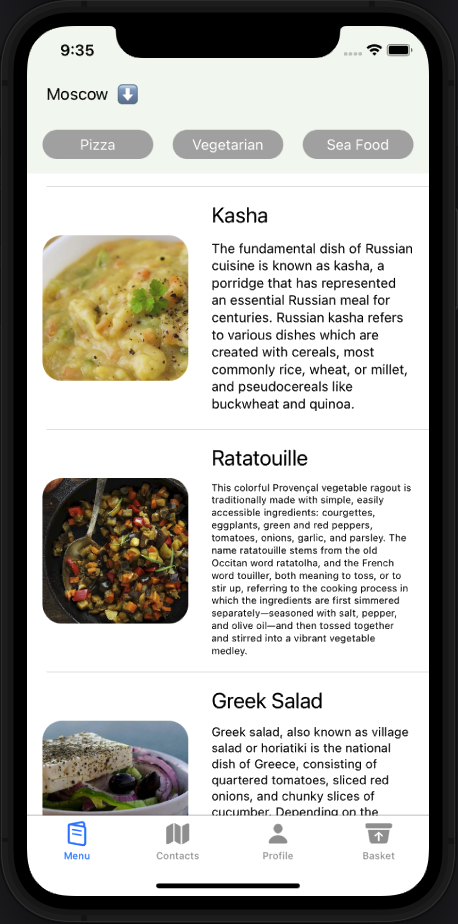 9:35
Moscow
Pizza
Vegetarian
Sea Food
Kasha
The fundamental dish of Russian
cuisine is known as kasha, a
porridge that has represented
an essential Russian meal for
centuries. Russian kasha refers
to various dishes which are
created with cereals, most
commonly rice, wheat, or millet,
and pseudocereals like
buckwheat and quinoa.
Ratatouille
This colorful Provençal vegetable ragout is
traditionally made with simple, easily
accessible ingredients: courgettes,
eggplants, green and red peppers,
tomatoes, onions, garlic, and parsley. The
name ratatouille stems from the old
Occitan word ratatolha, and the French
word touiller, both meaning to toss, or to
stir up, referring to the cooking process in
which the ingredients are first simmered
separately—seasoned with salt, pepper,
and olive oil—and then tossed together
and stirred into a vibrant vegetable
medley.
Greek Salad
Greek salad, also known as village
salad or horiatiki is the national
dish of Greece, consisting of
quartered tomatoes, sliced red
onions, and chunky slices of
cucumber. Depending on the
Menu
Contacts
Profile
Basket